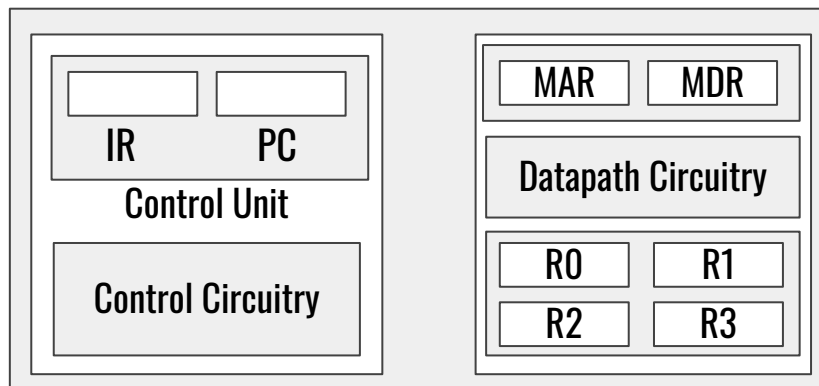 IR PC
Control Unit
Control Circuitry
MAR MDR
Datapath Circuitry
R0 R1
R2 R3